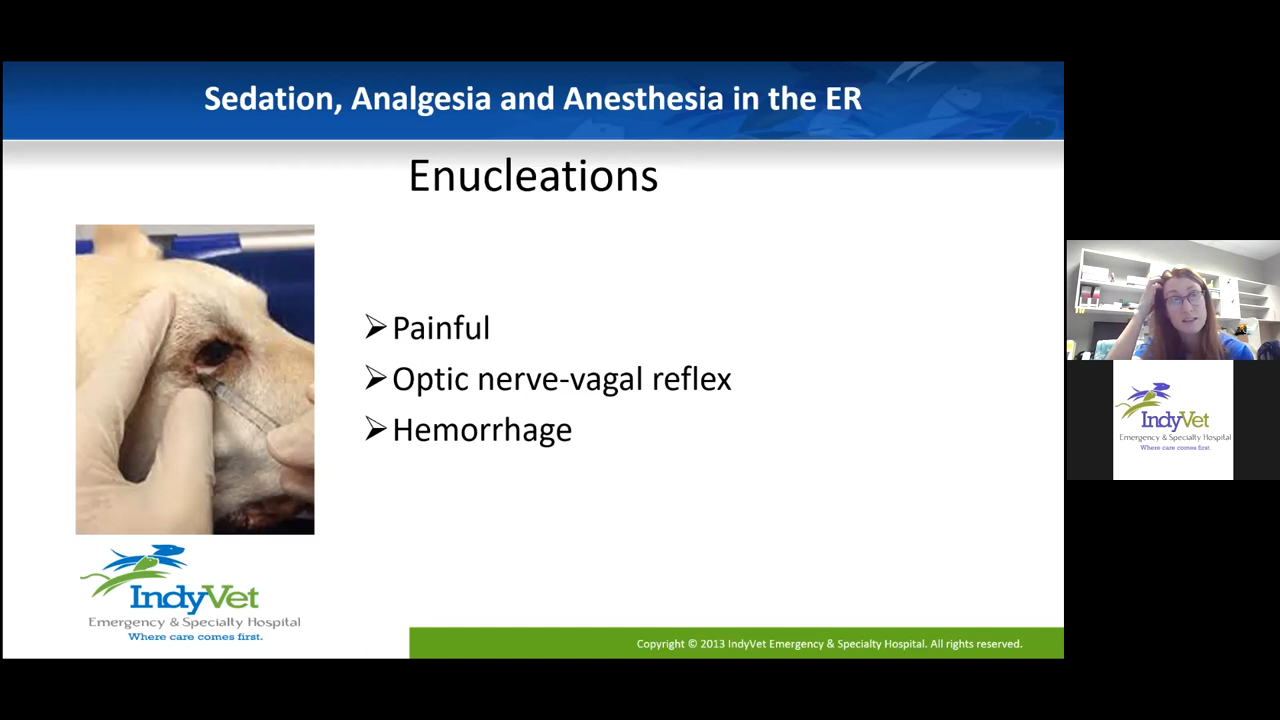 Sedation, Analgesia and Anesthesia in the ER
Enucleations
Painful
Optic nerve-vagal reflex
Hemorrhage
IndyVet
Emergency & Specialty Hospital
Where care comes first.
Copyright © 2013 IndyVet Emergency & Specialty Hospital. All rights reserved.
IndyVet
Emergency & Specialty Hospital
Where care comes first.